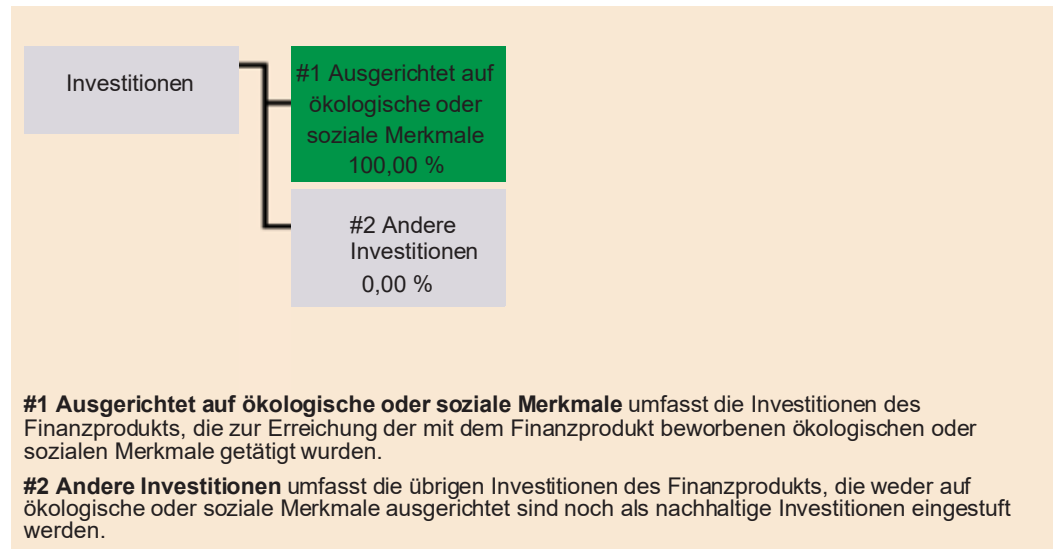 Investitionen
#1 Ausgerichtet auf
ökologische oder
soziale Merkmale
100,00 %
#2 Andere
Investitionen
0,00 %
#1 Ausgerichtet auf ökologische oder soziale Merkmale umfasst die Investitionen des
Finanzprodukts, die zur Erreichung der mit dem Finanzprodukt beworbenen ökologischen oder
sozialen Merkmale getätigt wurden.
#2 Andere Investitionen umfasst die übrigen Investitionen des Finanzprodukts, die weder auf
ökologische oder soziale Merkmale ausgerichtet sind noch als nachhaltige Investitionen eingestuft
werden.